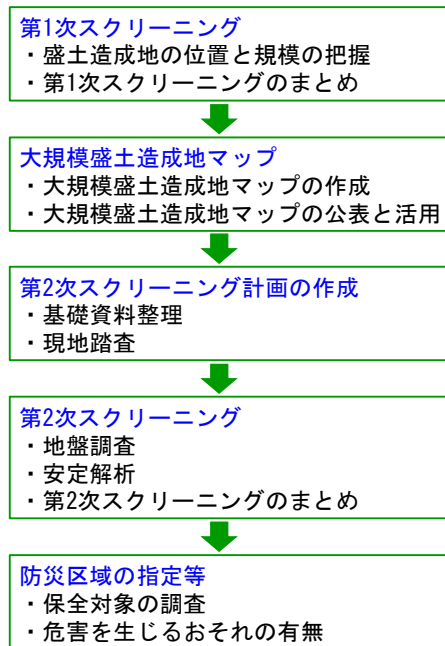 第1次スクリーニング
・盛土造成地の位置と規模の把握
・第1次スクリーニングのまとめ
大規模盛土造成地マップ
・大規模盛土造成地マップの作成
・大規模盛土造成地マップの公表と活用
第2次スクリーニング計画の作成
・基礎資料整理
・現地踏査
第2次スクリーニング
・地盤調査
・安定解析
・第2次スクリーニングのまとめ
防災区域の指定等
・保全対象の調査
・危害を生じるおそれの有無